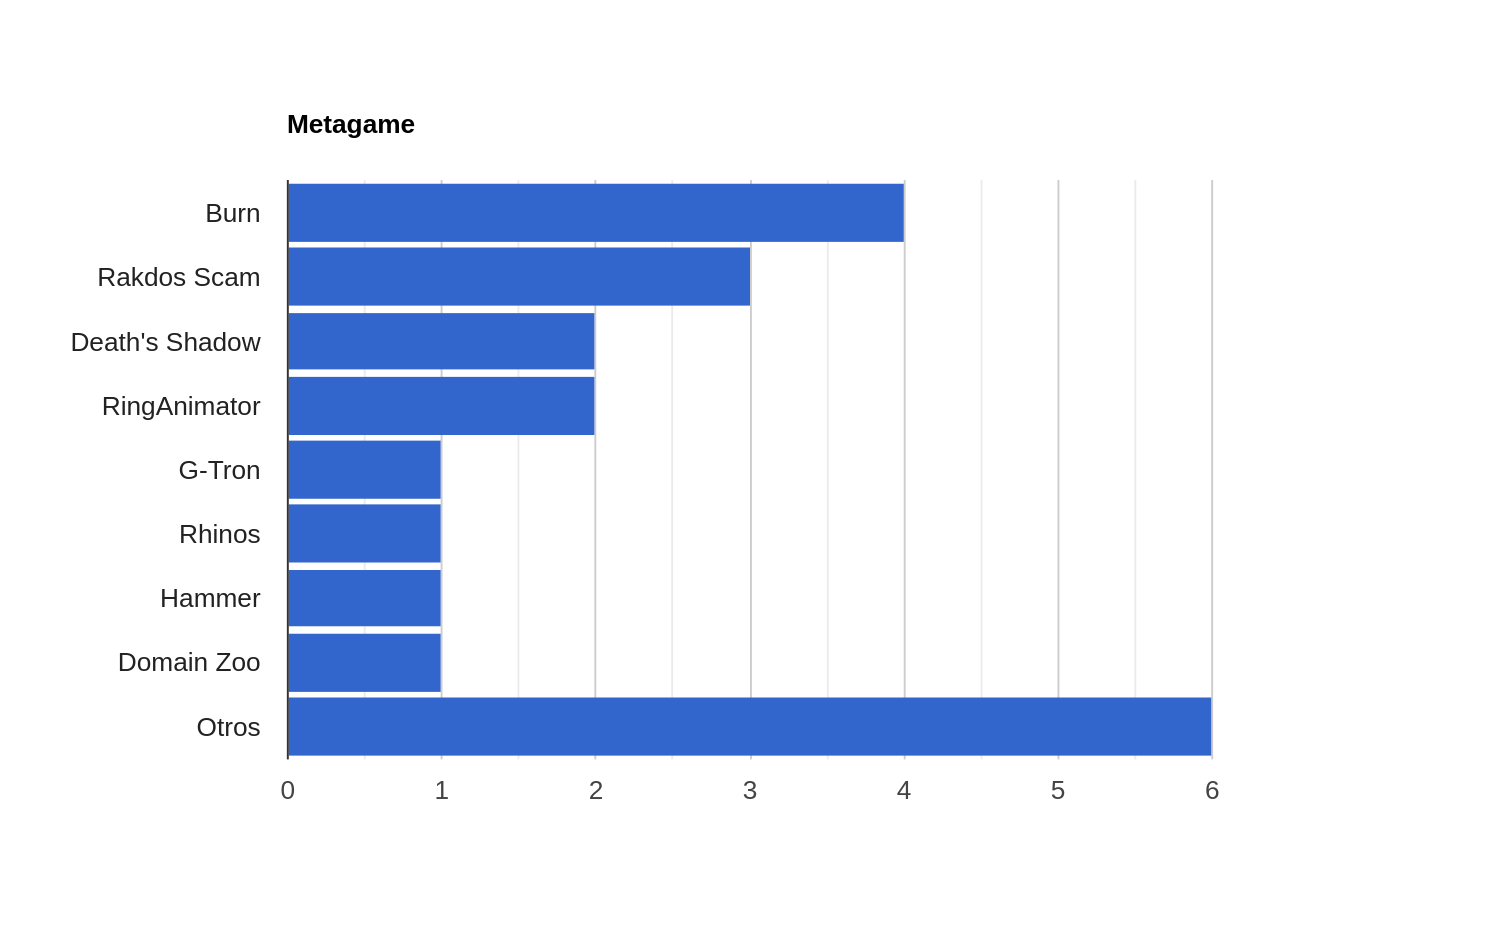 Metagame
Burn
Rakdos Scam
Death's Shadow
RingAnimator
G-Tron
Rhinos
Hammer
Domain Zoo
Otros
0 1 2 3 4 5 6